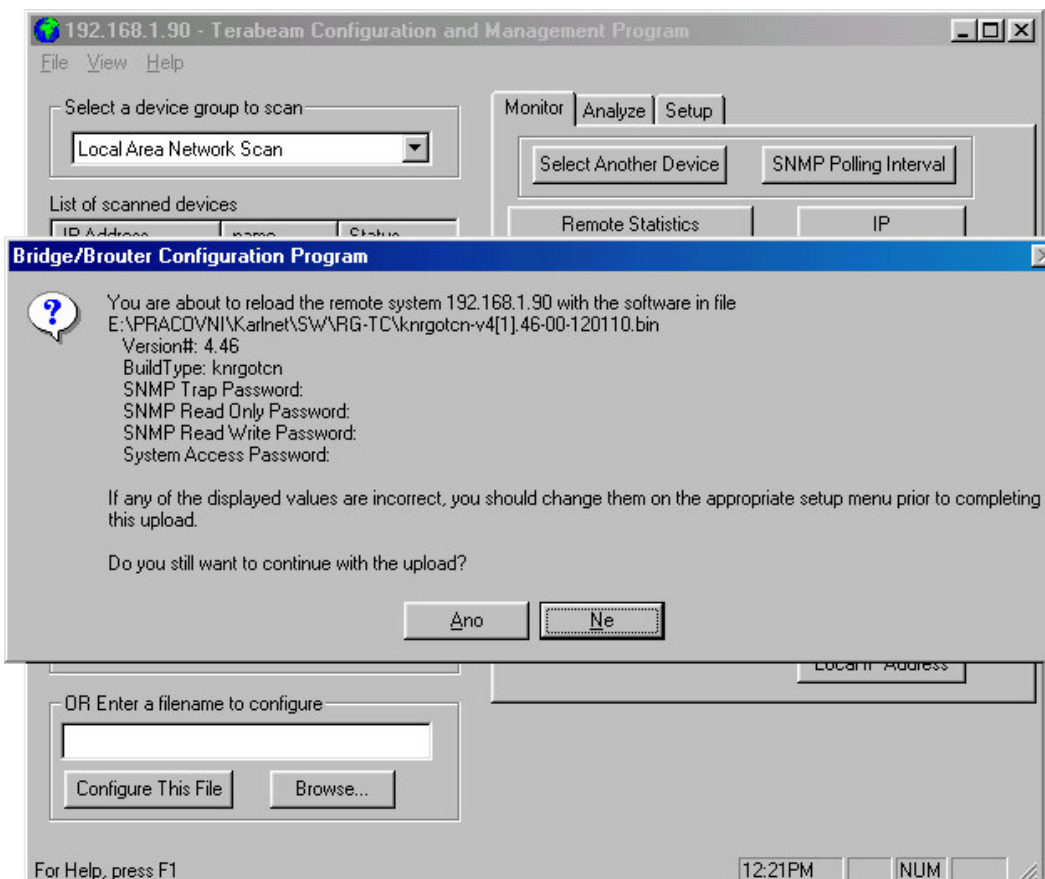 192.168.1.90 - Terabeam Configuration and Management Program
File View Help
Select a device group to scan
Local Area Network Scan
List of scanned devices
IP Address name Status
Monitor Analyze Setup
Select Another Device SNMP Polling Interval
Remote Statistics IP
Bridge/Brouter Configuration Program
You are about to reload the remote system 192.168.1.90 with the software in file
E:\PRACOVNI\Karlnet\SW\RG-TC\knrgotcn-v4[1].46-00-120110.bin
Version#: 4.46
BuildType: knrgotcn
SNMP Trap Password:
SNMP Read Only Password:
SNMP Read Write Password:
System Access Password:
If any of the displayed values are incorrect, you should change them on the appropriate setup menu prior to completing
this upload.
Do you still want to continue with the upload?
Ano Ne
Local IP Address
OR Enter a filename to configure
Configure This File Browse...
For Help, press F1 12:21PM NUM